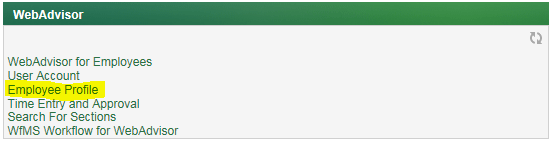 WebAdvisor
WebAdvisor for Employees
User Account
Employee Profile
Time Entry and Approval
Search For Sections
WfMS Workflow for WebAdvisor